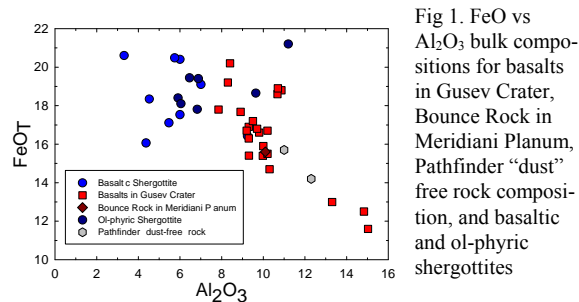 22
20
18
16
14
12
10
FeOT
Basalt c Shergottite
Basalts in Gusev Crater
Bounce Rock in Meridiani P anum
Ol-phyric Shergottite
Pathfinder dust-free rock
0 2 4 6 8 10 12 14 16
Al2O3
Fig 1. FeO vs
Al2O3 bulk compo-
sitions for basalts
in Gusev Crater,
Bounce Rock in
Meridiani Planum,
Pathfinder “dust”
free rock composi-
tion, and basaltic
and ol-phyric
shergottites